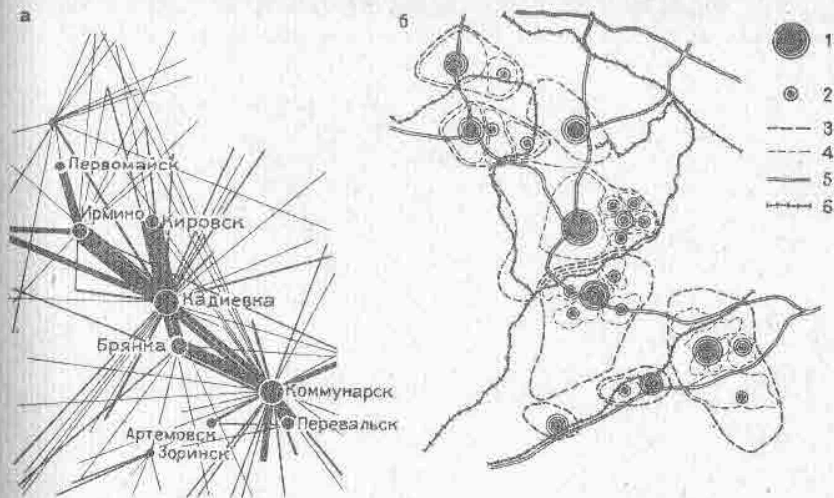 а
Первомайск
Ирмино
Кировск
Кадиевка
Брянка
Коммунарск
Артемовск
Перевальск
Зоринск
б
1
2
3
4
5
6